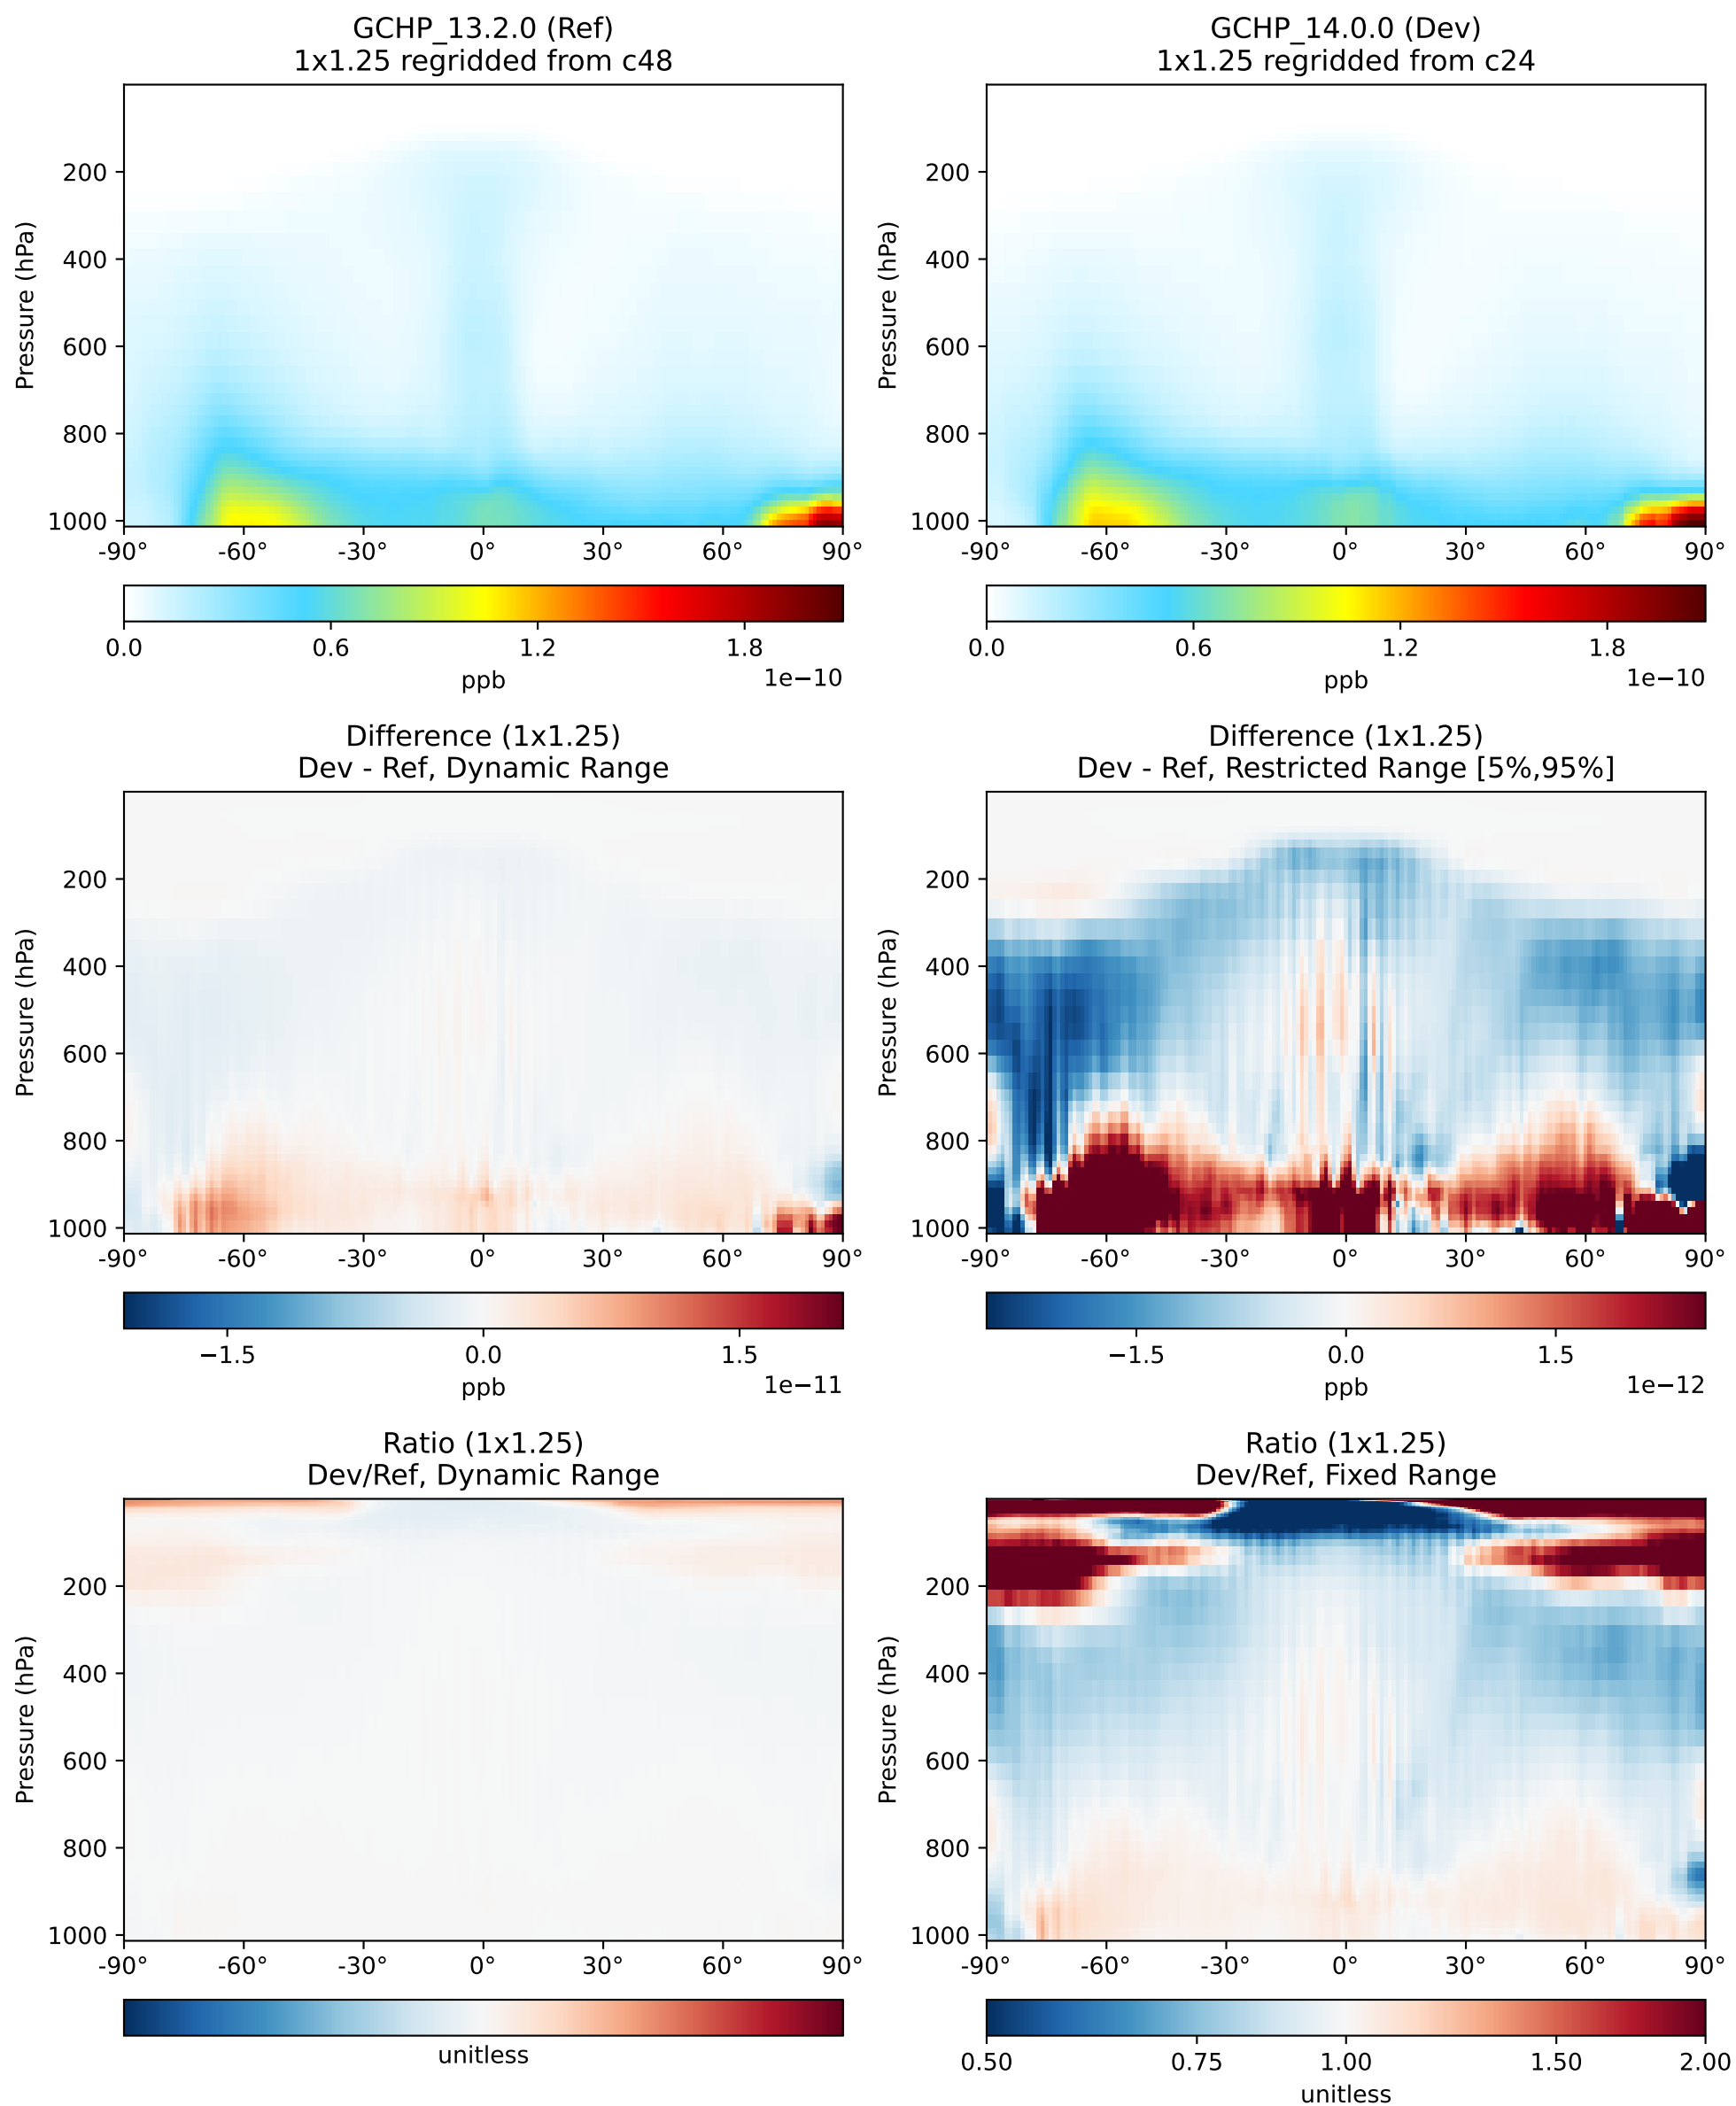 GCHP_13.2.0 (Ref)
1x1.25 regridded from c48
Pressure (hPa)
200
400
600
800
1000
-90° -60° -30° 0° 30° 60° 90°
0.0 0.6 1.2 1.8
1e−10
ppb
GCHP_14.0.0 (Dev)
1x1.25 regridded from c24
Pressure (hPa)
200
400
600
800
1000
-90° -60° -30° 0° 30° 60° 90°
0.0 0.6 1.2 1.8
1e−10
ppb
Difference (1x1.25)
Dev - Ref, Dynamic Range
Pressure (hPa)
200
400
600
800
1000
-90° -60° -30° 0° 30° 60° 90°
−1.5 0.0 1.5
ppb
1e−11
Difference (1x1.25)
Dev - Ref, Restricted Range [5%,95%]
Pressure (hPa)
200
400
600
800
1000
-90° -60° -30° 0° 30° 60° 90°
−1.5 0.0 1.5
ppb
1e−12
Ratio (1x1.25)
Dev/Ref, Dynamic Range
Pressure (hPa)
200
400
600
800
1000
-90° -60° -30° 0° 30° 60° 90°
unitless
Ratio (1x1.25)
Dev/Ref, Fixed Range
Pressure (hPa)
200
400
600
800
1000
-90° -60° -30° 0° 30° 60° 90°
0.50 0.75 1.00 1.50 2.00
unitless